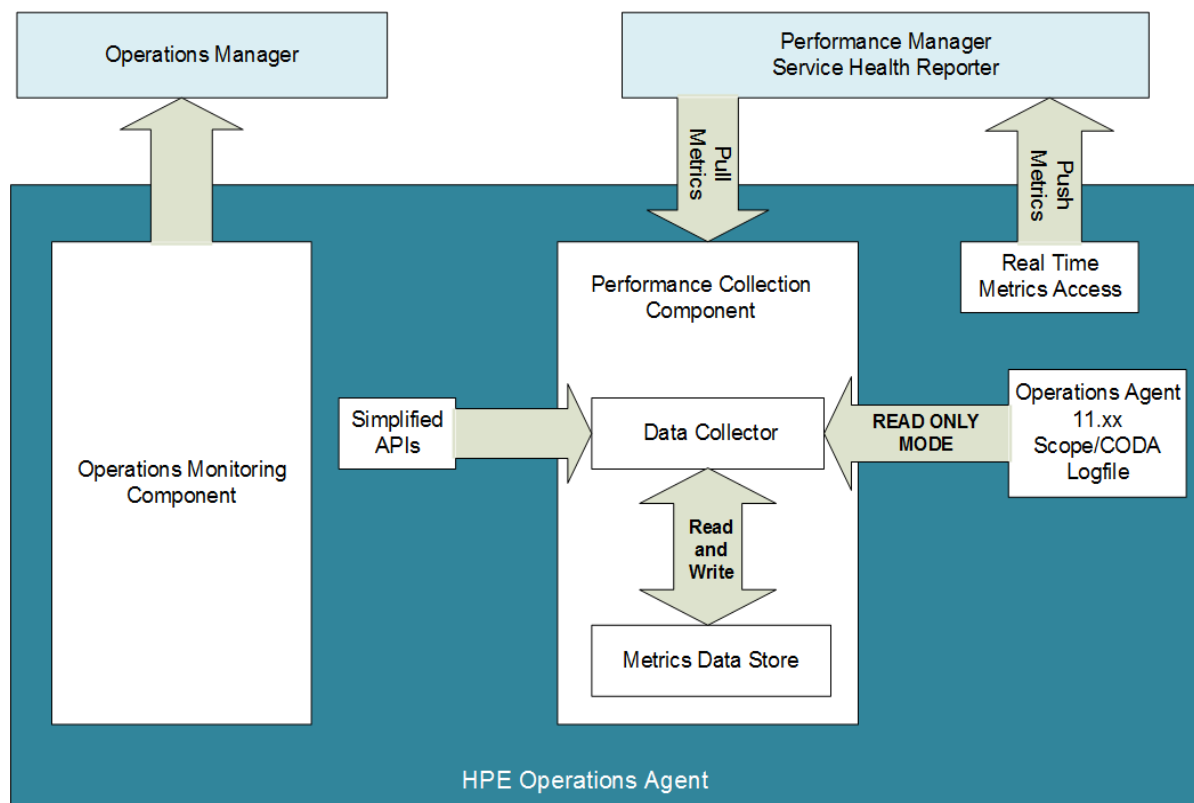 Operations Manager
Performance Manager
Service Health Reporter
Pull
Metrics
Push
Metrics
Real Time
Metrics Access
Performance Collection
Component
Operations Monitoring
Component
Simplified
APIs
Data Collector
READ ONLY
MODE
Operations Agent
11.xx
Scope/CODA
Logfile
Read
and
Write
Metrics Data Store
HPE Operations Agent